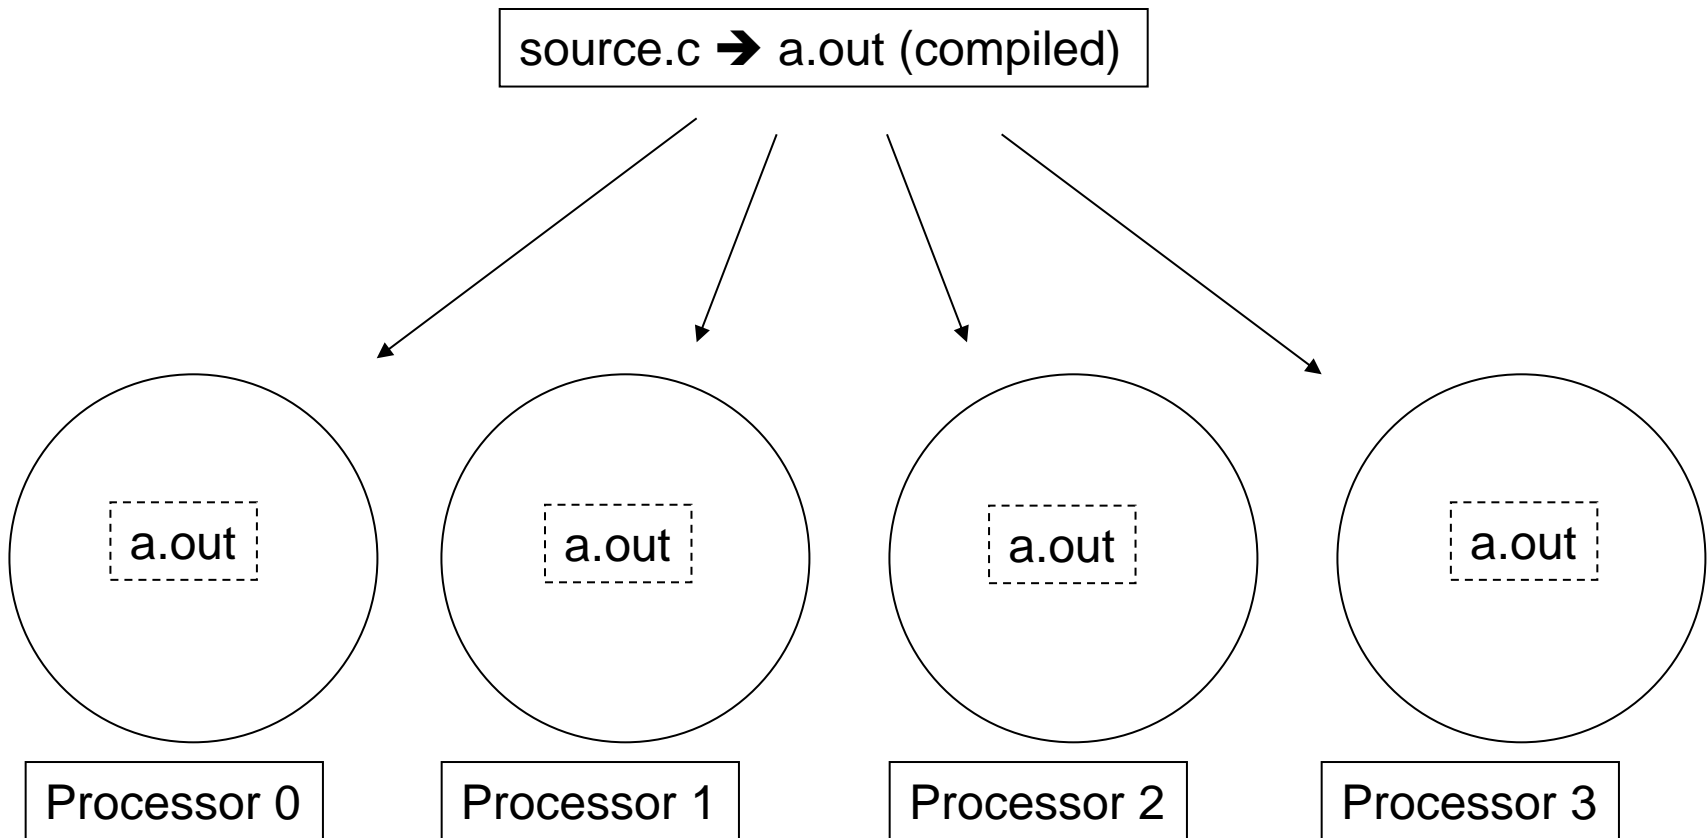 source.c ➔ a.out (compiled)
a.out
a.out
a.out
a.out
Processor 0
Processor 1
Processor 2
Processor 3